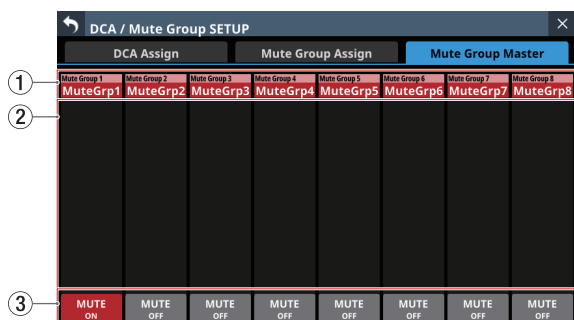 DCA / Mute Group SETUP
DCA Assign Mute Group Assign Mute Group Master
1 Mute Group 1 Mute Group 2 Mute Group 3 Mute Group 4 Mute Group 5 Mute Group 6 Mute Group 7 Mute Group 8
MuteGrp1 MuteGrp2 MuteGrp3 MuteGrp4 MuteGrp5 MuteGrp6 MuteGrp7 MuteGrp8
2
3 MUTE MUTE MUTE MUTE MUTE MUTE MUTE MUTE
ON OFF OFF OFF OFF OFF OFF OFF